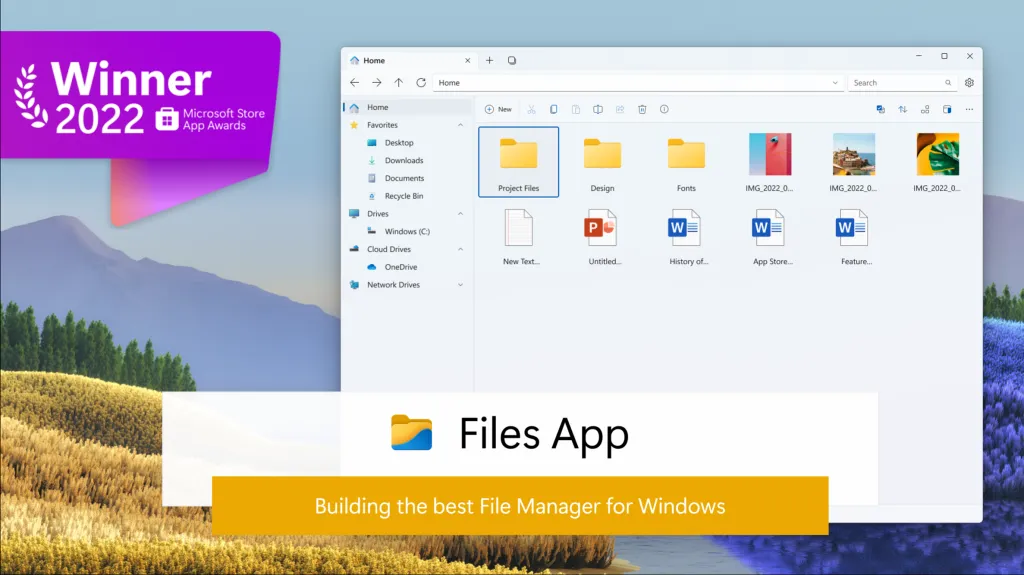 Winner
2022
Microsoft Store
App Awards
Home
Home
Search
Home
Favorites
Desktop
Downloads
Documents
Recycle Bin
Drives
Windows (C:)
Cloud Drives
OneDrive
Network Drives
New
Project Files
Design
Fonts
IMG_2022_0...
IMG_2022_0...
IMG_2022_0...
New Text...
Untitled...
History of...
App Store...
Feature...
P
W
W
W
Files App
Building the best File Manager for Windows